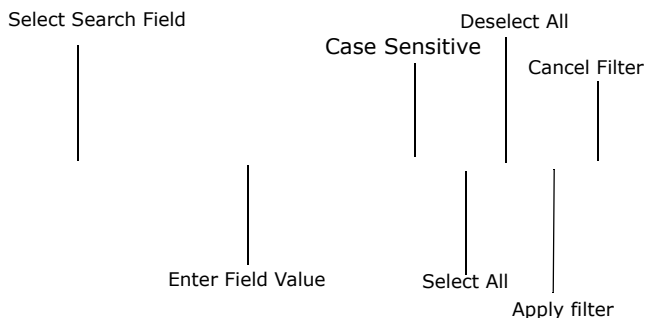 Select Search Field
Deselect All
Case Sensitive
Cancel Filter
Enter Field Value
Select All
Apply filter